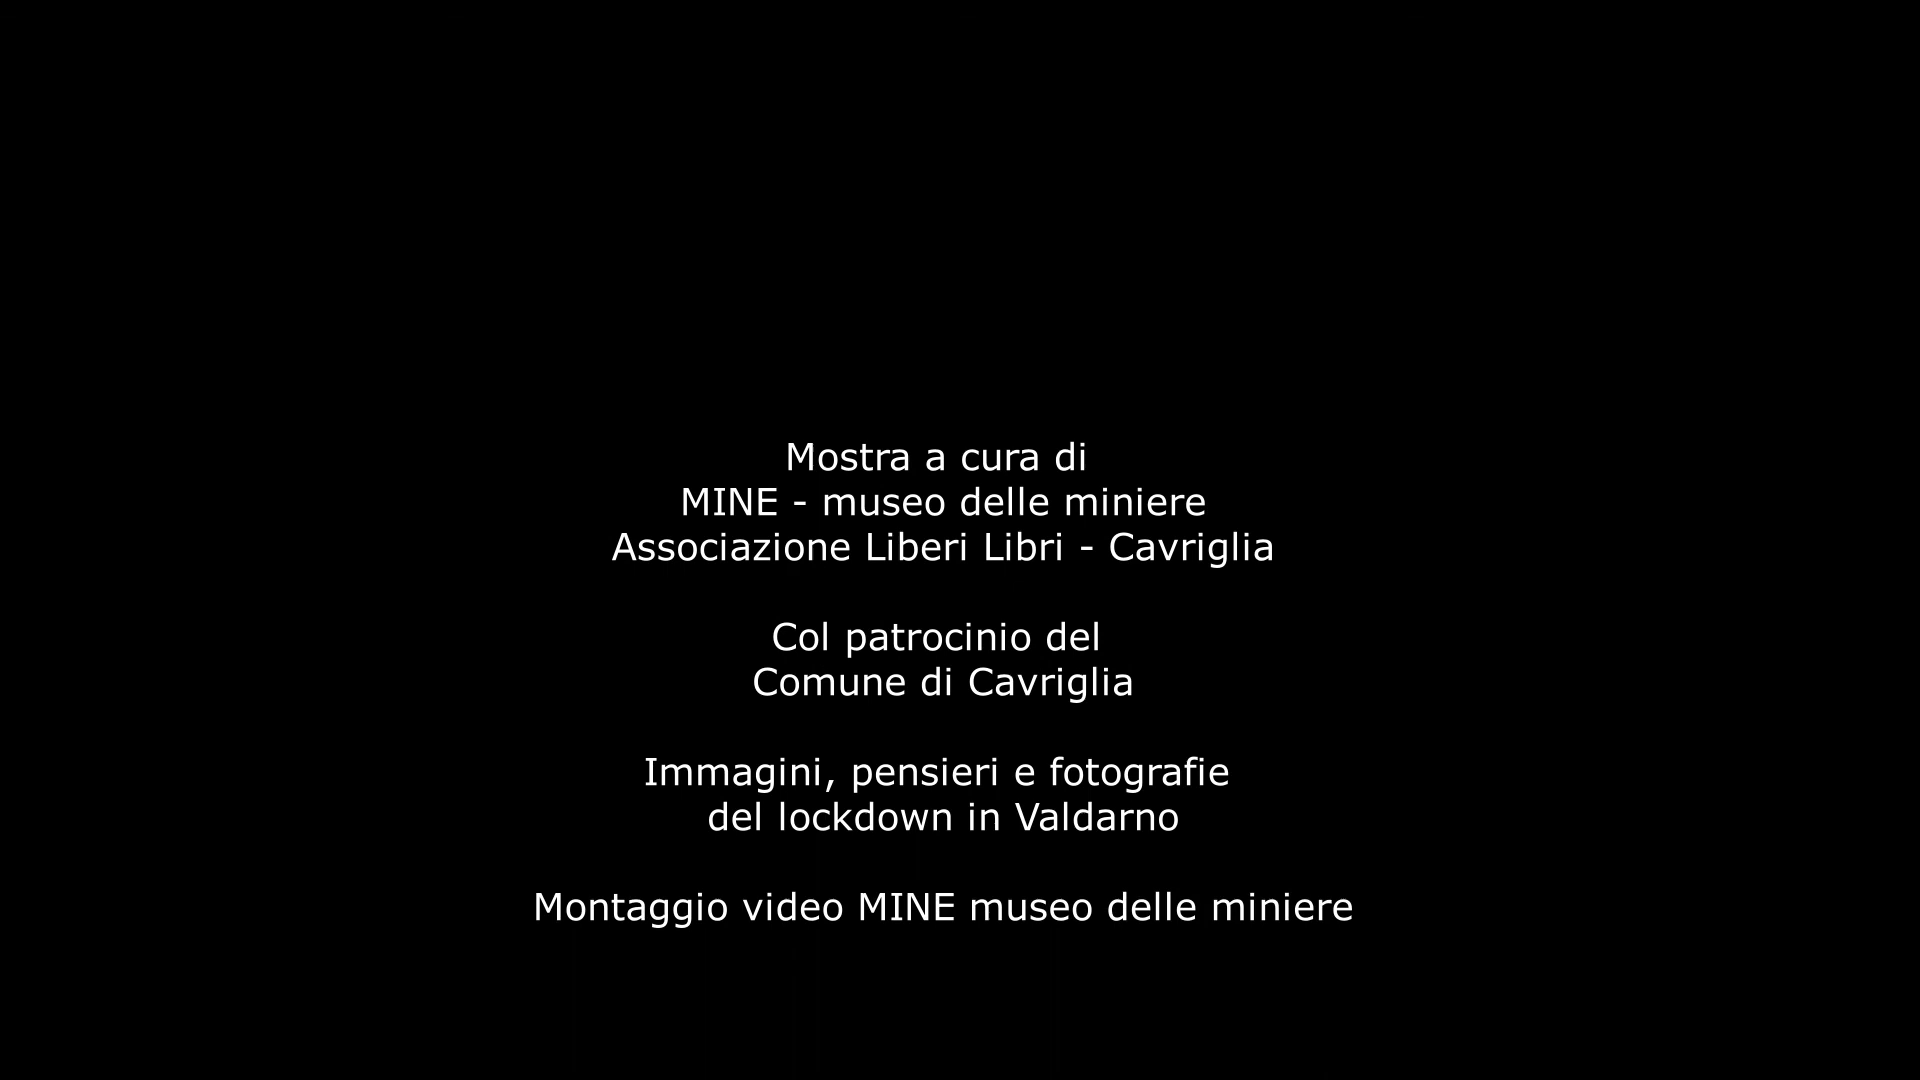 Mostra a cura di
MINE - museo delle miniere
Associazione Liberi Libri - Cavriglia
Col patrocinio del
Comune di Cavriglia
Immagini, pensieri e fotografie
del lockdown in Valdarno
Montaggio video MINE museo delle miniere